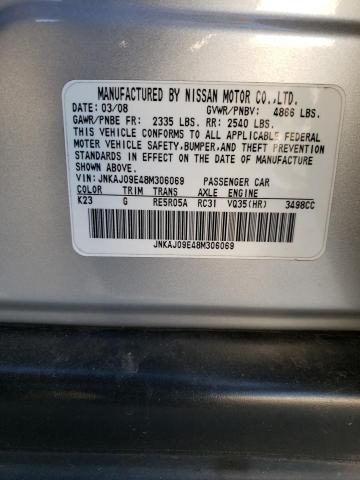 MANUFACTURED BY NISSAN MOTOR CO.,LTD.
DATE: 03/08 GVWR/PNBV: 4866 LBS.
GAWR/PNBE FR: 2335 LBS. RR: 2540 LBS.
THIS VEHICLE CONFORMS TO ALL APPLICABLE FEDERAL
MOTOR VEHICLE SAFETY,BUMPER,AND THEFT PREVENTION
STANDARDS IN EFFECT ON THE DATE OF MANUFACTURE
SHOWN ABOVE.
VIN: JNKAJ09E48M306069 PASSENGER CAR
COLOR TRIM TRANS AXLE ENGINE
K23 G RE5R05A RC31 VQ35(HR) 3498CC
JNKAJ09E48M306069